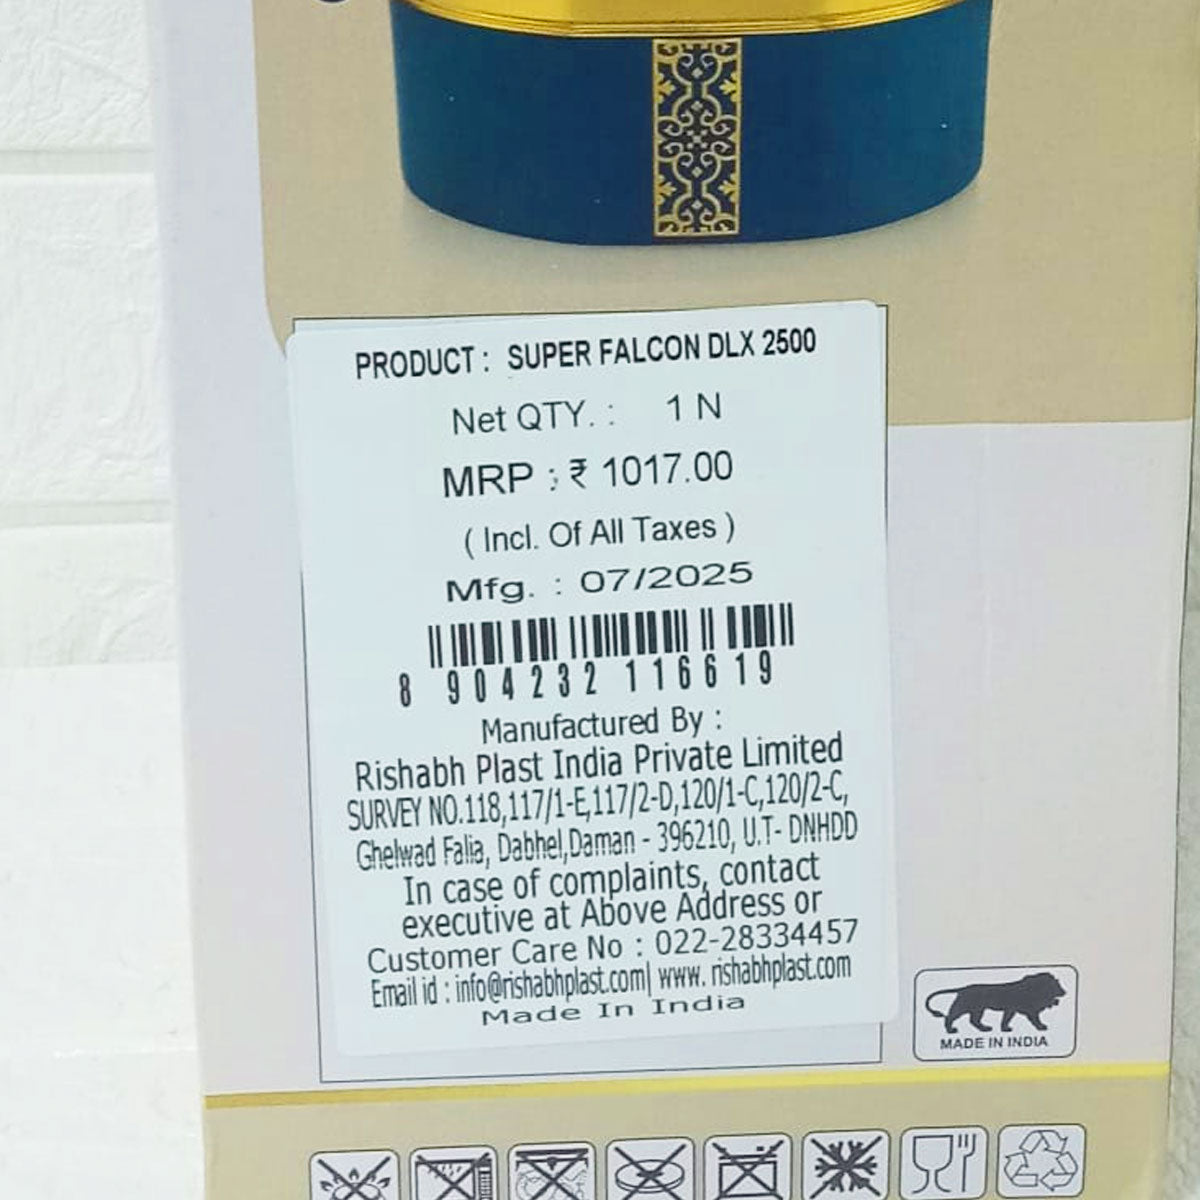 PRODUCT : SUPER FALCON DLX 2500
Net QTY. : 1 N
MRP : ₹ 1017.00
( Incl. Of All Taxes )
Mfg. : 07/2025
8 904232 116619
Manufactured By :
Rishabh Plast India Private Limited
SURVEY NO.118,117/1-E,117/2-D,120/1-C,120/2-C,
Ghelwad Falia, Dabhel,Daman - 396210, U.T- DNHDD
In case of complaints, contact
executive at Above Address or
Customer Care No : 022-28334457
Email id : info@rishabhplast.com| www. rishabhplast.com
Made In India
MADE IN INDIA